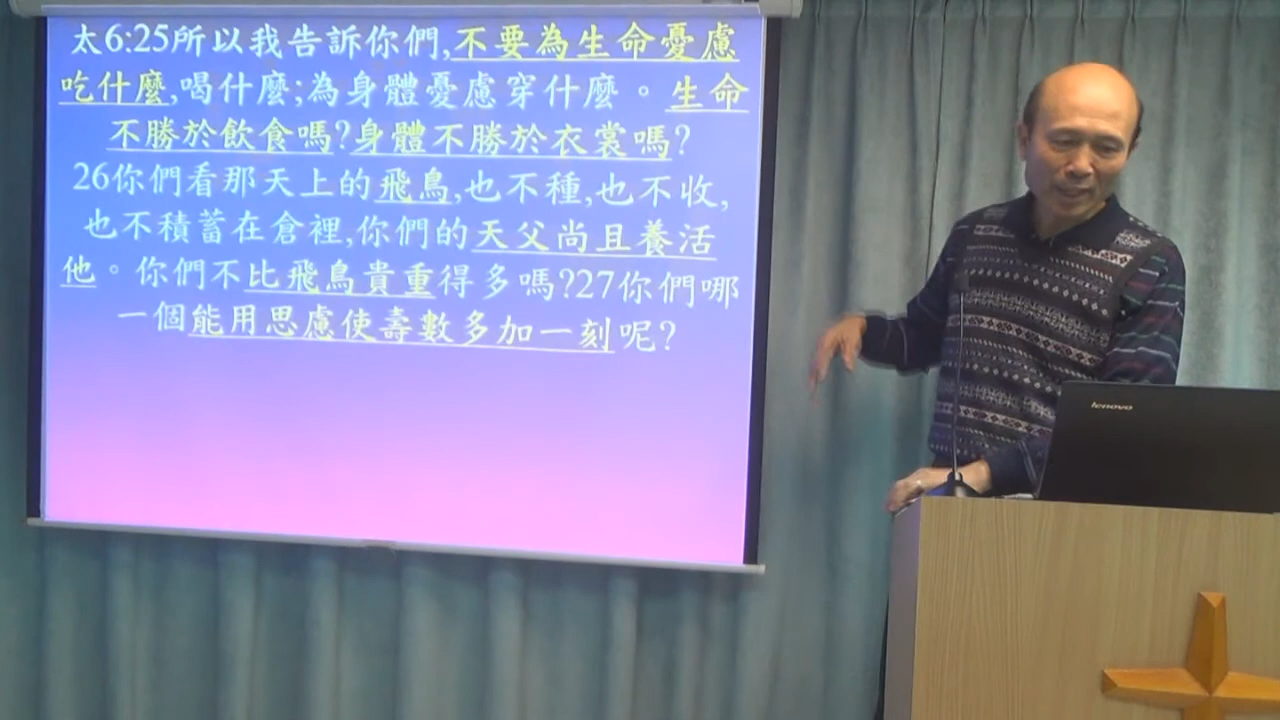 太6:25所以我告訴你們,不要為生命憂慮
吃什麼,喝什麼;為身體憂慮穿什麼。生命
不勝於飲食嗎?身體不勝於衣裳嗎?
26你們看那天上的飛鳥,也不種,也不收,
也不積蓄在倉裡,你們的天父尚且養活
他。你們不比飛鳥貴重得多嗎?27你們哪
一個能用思慮使壽數多加一刻呢?
lenovo